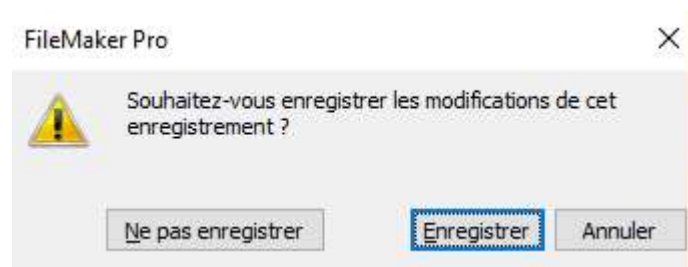 FileMaker Pro
Souhaitez-vous enregistrer les modifications de cet
enregistrement ?
Ne pas enregistrer
Enregistrer
Annuler